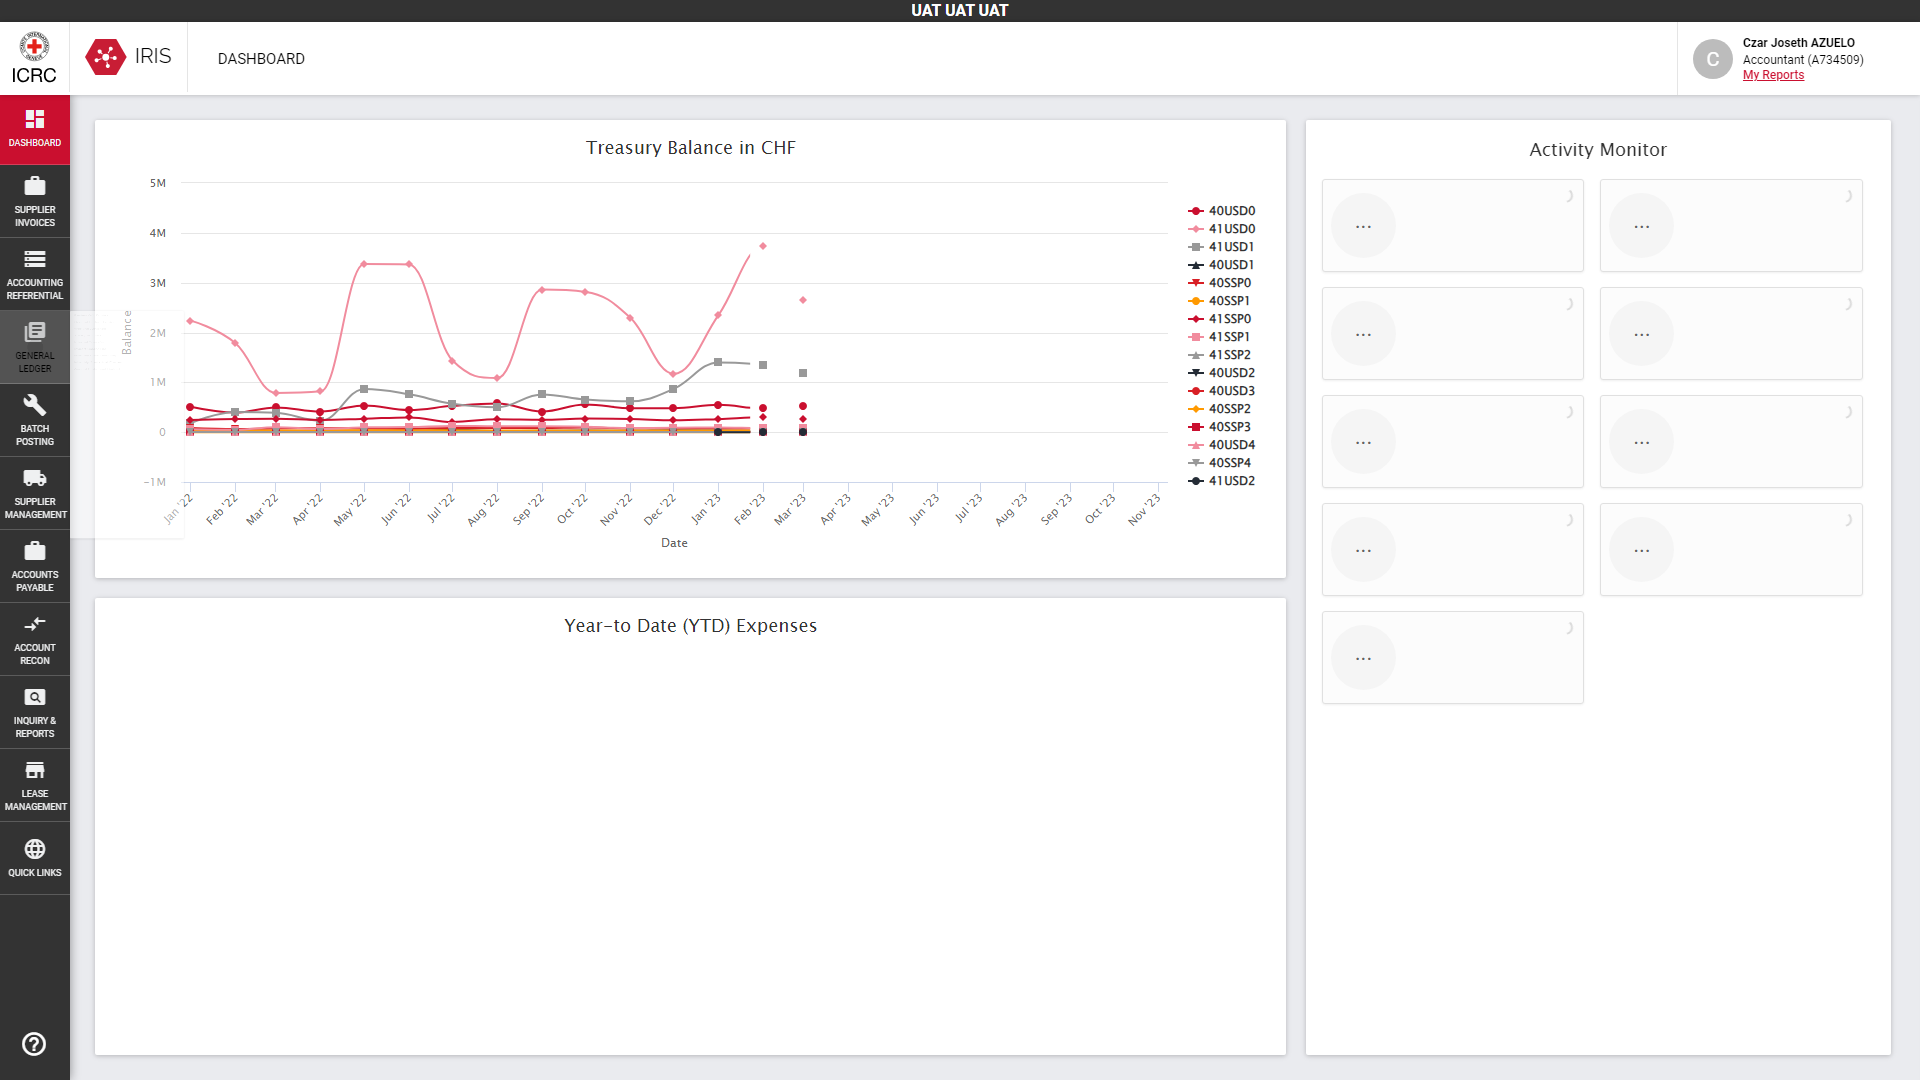 UAT UAT UAT
ICRC
IRIS
DASHBOARD
C
Czar Joseth AZUELO
Accountant (A734509)
My Reports
DASHBOARD
SUPPLIER
INVOICES
ACCOUNTING
REFERENTIAL
GENERAL
LEDGER
BATCH
POSTING
SUPPLIER
MANAGEMENT
ACCOUNTS
PAYABLE
ACCOUNT
RECON
INQUIRY &
REPORTS
LEASE
MANAGEMENT
QUICK LINKS
Treasury Balance in CHF
Balance
5M
4M
3M
2M
1M
0
-1M
Jan '22
Feb '22
Mar '22
Apr '22
May '22
Jun '22
Jul '22
Aug '22
Sep '22
Oct '22
Nov '22
Dec '22
Jan '23
Feb '23
Mar '23
Apr '23
May '23
Jun '23
Jul '23
Aug '23
Sep '23
Oct '23
Nov '23
Date
40USD0
41USD0
41USD1
40USD1
40SSP0
40SSP1
41SSP0
41SSP1
41SSP2
40USD2
40USD3
40SSP2
40SSP3
40USD4
40SSP4
41USD2
Year-to Date (YTD) Expenses
Activity Monitor
...
...
...
...
...
...
...
...
...